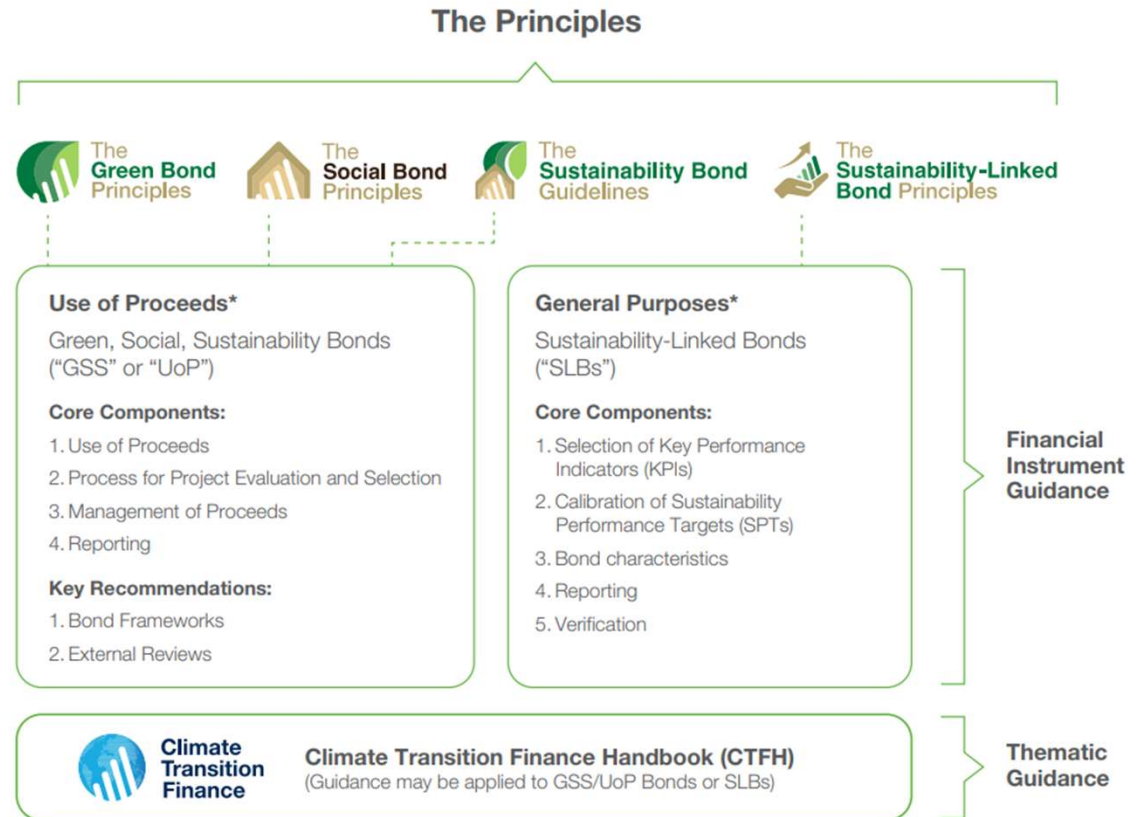 The Principles
The
Green Bond
Principles
The
Social Bond
Principles
The
Sustainability Bond
Guidelines
The
Sustainability-Linked
Bond Principles
Use of Proceeds*
Green, Social, Sustainability Bonds
(“GSS” or “UoP”)
Core Components:
1. Use of Proceeds
2. Process for Project Evaluation and Selection
3. Management of Proceeds
4. Reporting
Key Recommendations:
1. Bond Frameworks
2. External Reviews
General Purposes*
Sustainability-Linked Bonds
(“SLBs”)
Core Components:
1. Selection of Key Performance
Indicators (KPIs)
2. Calibration of Sustainability
Performance Targets (SPTs)
3. Bond characteristics
4. Reporting
5. Verification
Financial
Instrument
Guidance
Climate
Transition
Finance
Climate Transition Finance Handbook (CTFH)
(Guidance may be applied to GSS/UoP Bonds or SLBs)
Thematic
Guidance